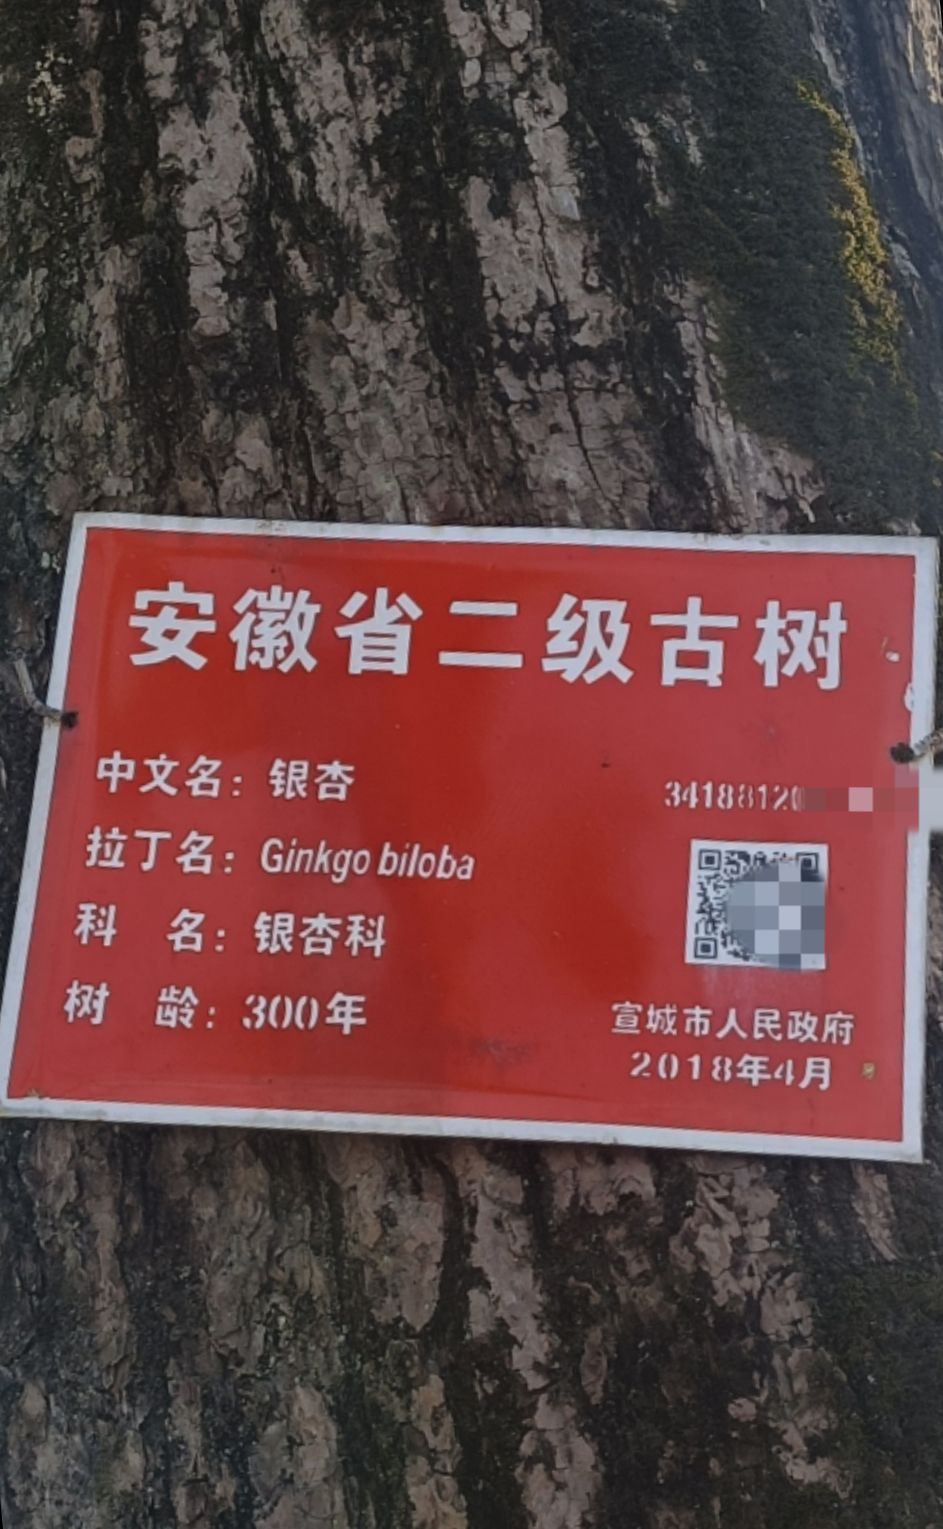 安徽省二级古树
中文名：银杏
34188120
拉丁名：Ginkgo biloba
科 名：银杏科
树 龄：300年
宣城市人民政府
2018年4月